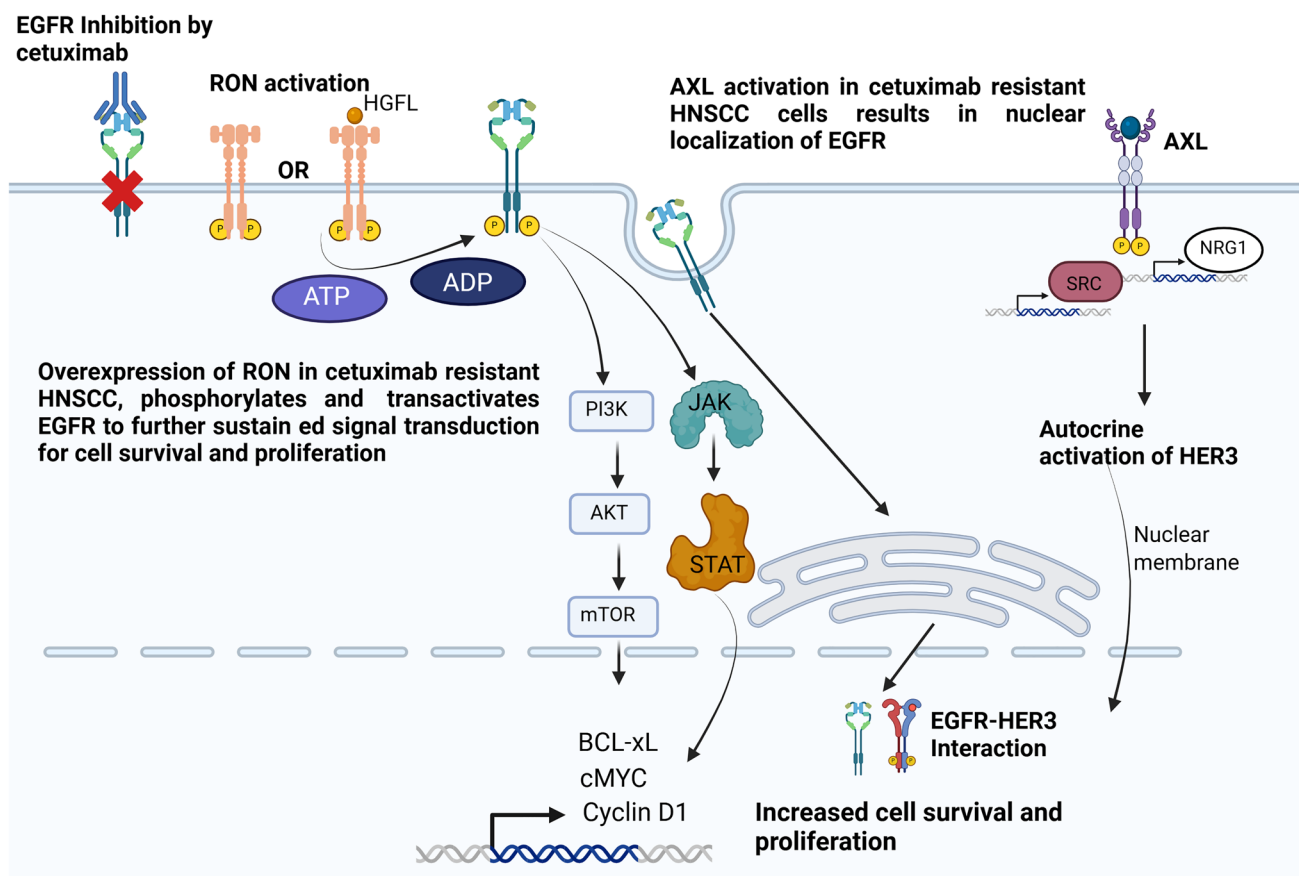 EGFR Inhibition by
cetuximab
RON activation
HGFL
OR
P
P
P
P
P
P
ATP
ADP
AXL activation in cetuximab resistant
HNSCC cells results in nuclear
localization of EGFR
AXL
P
P
NRG1
SRC
Overexpression of RON in cetuximab resistant
HNSCC, phosphorylates and transactivates
EGFR to further sustain ed signal transduction
for cell survival and proliferation
PI3K
JAK
AKT
STAT
mTOR
Autocrine
activation of HER3
Nuclear
membrane
BCL-xL
cMYC
Cyclin D1
P
P
EGFR-HER3
Interaction
Increased cell survival and
proliferation